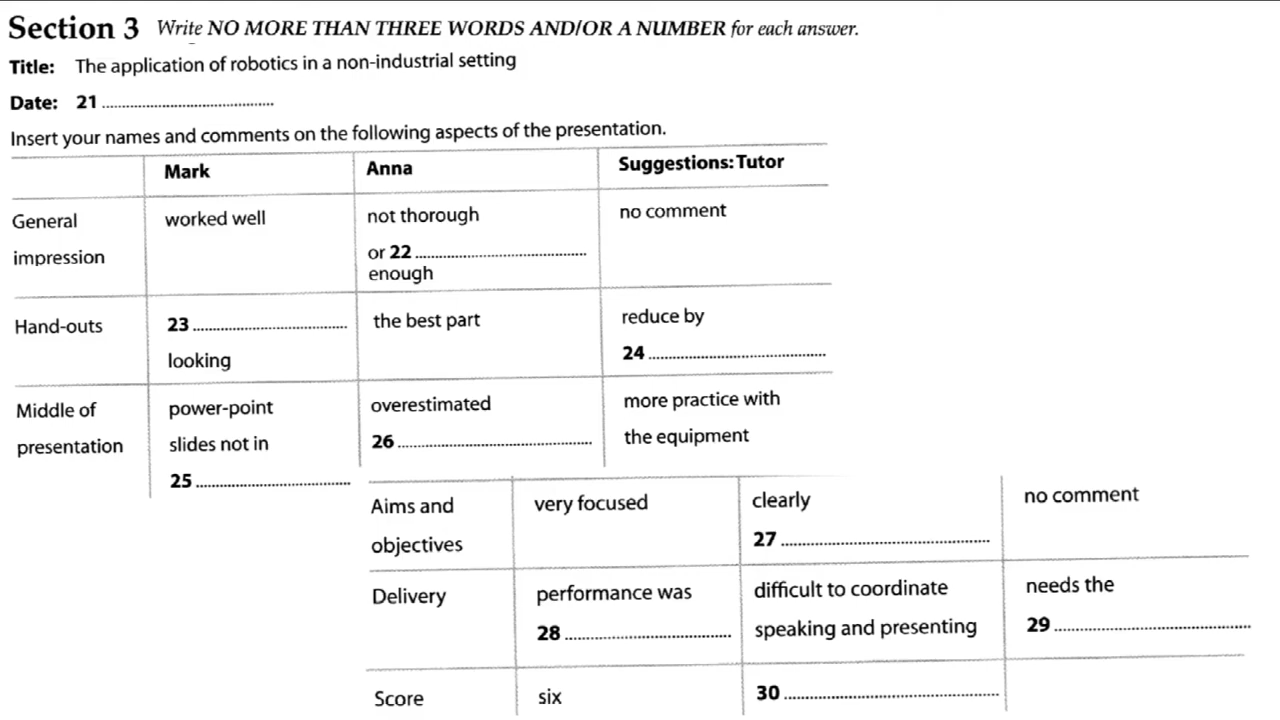 Section 3 Write NO MORE THAN THREE WORDS AND/OR A NUMBER for each answer.
Title: The application of robotics in a non-industrial setting
Date: 21 ............................................
Insert your names and comments on the following aspects of the presentation.
Mark Anna Suggestions: Tutor
General impression
worked well
not thorough
or 22 ............................................
enough
no comment
Hand-outs
23 ............................................
looking
the best part
reduce by
24 ............................................
Middle of
presentation
power-point
slides not in
25 ............................................
overestimated
26 ............................................
more practice with
the equipment
Aims and
objectives
very focused
clearly
27 ............................................
no comment
Delivery
performance was
28 ............................................
difficult to coordinate
speaking and presenting
needs the
29 ............................................
Score
six
30 ............................................